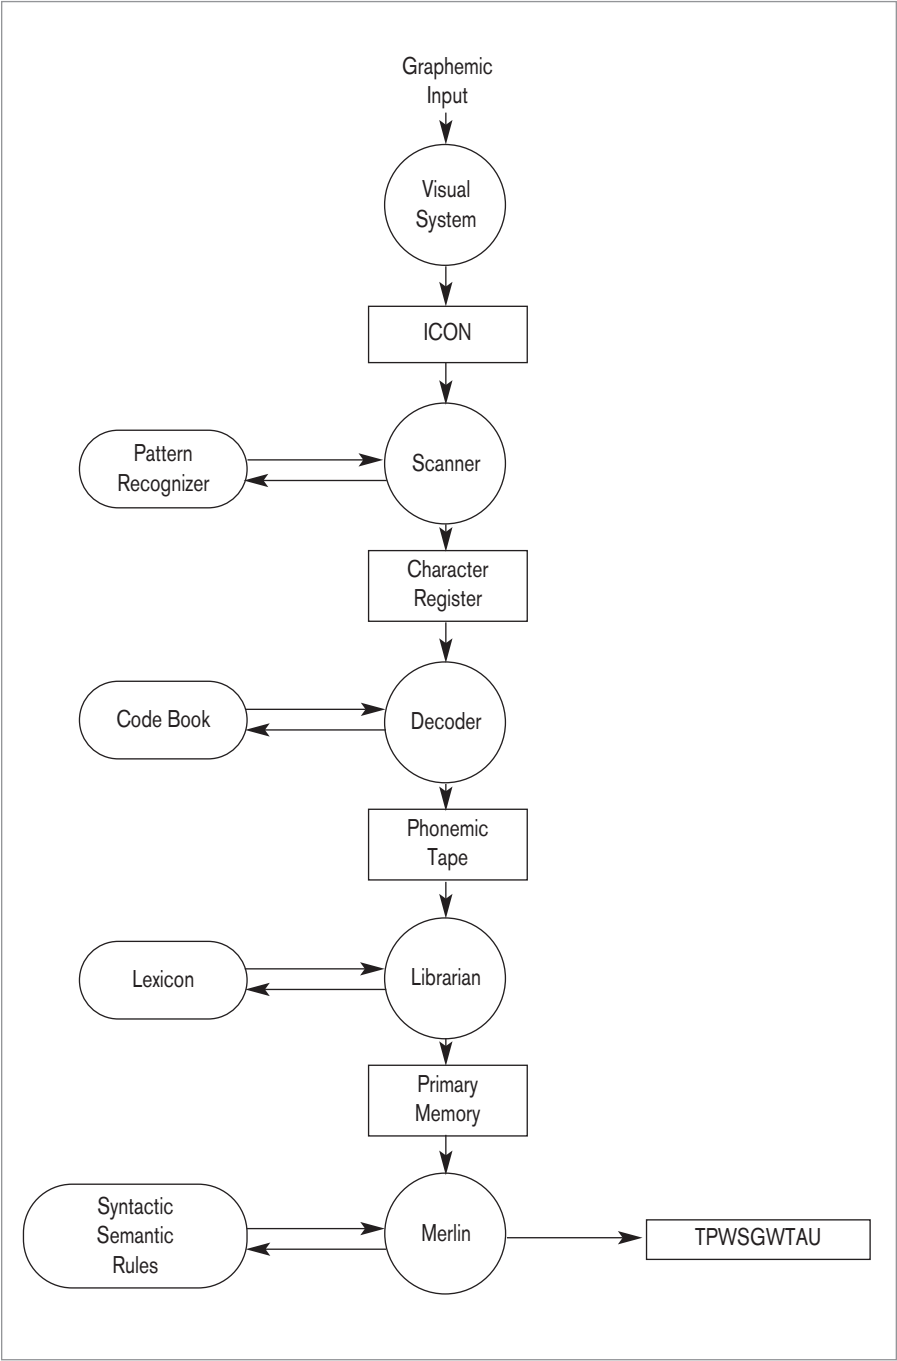 Graphemic
Input
Visual
System
ICON
Pattern
Recognizer
Scanner
Character
Register
Code Book
Decoder
Phonemic
Tape
Lexicon
Librarian
Primary
Memory
Syntactic
Semantic
Rules
Merlin
TPWSGWTAU